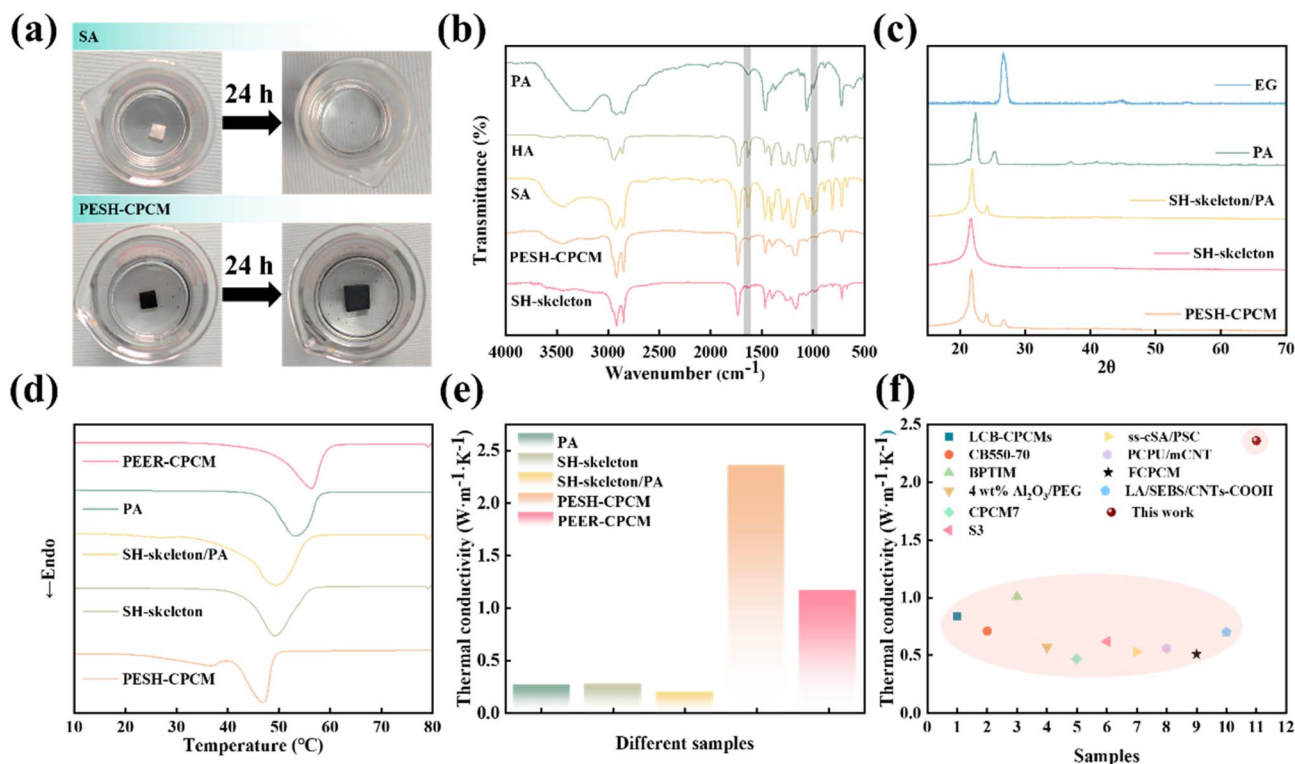 (a)
SA
24 h
PESH-CPCM
24 h
(b)
Transmittance (%)
PA
HA
SA
PESH-CPCM
SH-skeleton
4000 3500 3000 2500 2000 1500 1000 500
Wavenumber (cm⁻¹)
(c)
EG
PA
SH-skeleton/PA
SH-skeleton
PESH-CPCM
20 30 40 50 60 70
2θ
(d)
←Endo
PEER-CPCM
PA
SH-skeleton/PA
SH-skeleton
PESH-CPCM
10 20 30 40 50 60 70 80
Temperature (°C)
(e)
Thermal conductivity (W·m⁻¹·K⁻¹)
2.5
2.0
1.5
1.0
0.5
0.0
PA
SH-skeleton
SH-skeleton/PA
PESH-CPCM
PEER-CPCM
Different samples
(f)
Thermal conductivity (W·m⁻¹·K⁻¹)
2.5
2.0
1.5
1.0
0.5
0.0
LCB-CPCMs
CB550-70
BPTIM
4 wt% Al₂O₃/PEG
CPCM7
S3
ss-cSA/PSC
PCPU/mCNT
FCPCM
LA/SEBS/CNTs-COOH
This work
0 1 2 3 4 5 6 7 8 9 10 11 12
Samples